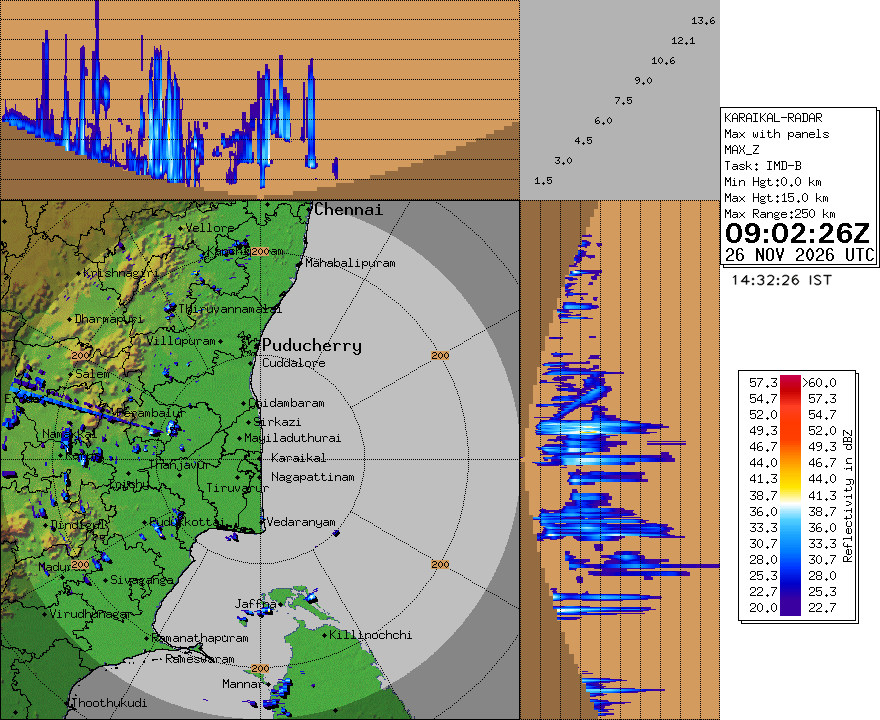 13.6
12.1
10.6
9.0
7.5
6.0
4.5
3.0
1.5
KARAIKAL-RADAR
Max with panels
MAX_Z
Task: IMD-B
Min Hgt:0.0 km
Max Hgt:15.0 km
Max Range:250 km
09:02:26Z
26 NOV 2026 UTC
14:32:26 IST
Chennai
Vellore
200
Mahabalipuram
Krishnagiri
Thiruvannamalai
Dharmapuri
Villupuram
Puducherry
200
200
Cuddalore
Salem
Chidambaram
Perambalur
Sirkazi
Mayiladuthurai
Karaikal
Thanjavur
Nagapattinam
Tiruvarur
Pudukkottai
Vedaranyam
Dindigul
200
200
Sivaganga
Jaffna
Virudhunagar
Ramanathapuram
Killinochchi
Rameswaram
200
Mannar
Thoothukudi
57.3 >60.0
54.7 57.3
52.0 54.7
49.3 52.0
46.7 49.3
44.0 46.7
41.3 44.0
38.7 41.3
36.0 38.7
33.3 36.0
30.7 33.3
28.0 30.7
25.3 28.0
22.7 25.3
20.0 22.7
Reflectivity in dBZ